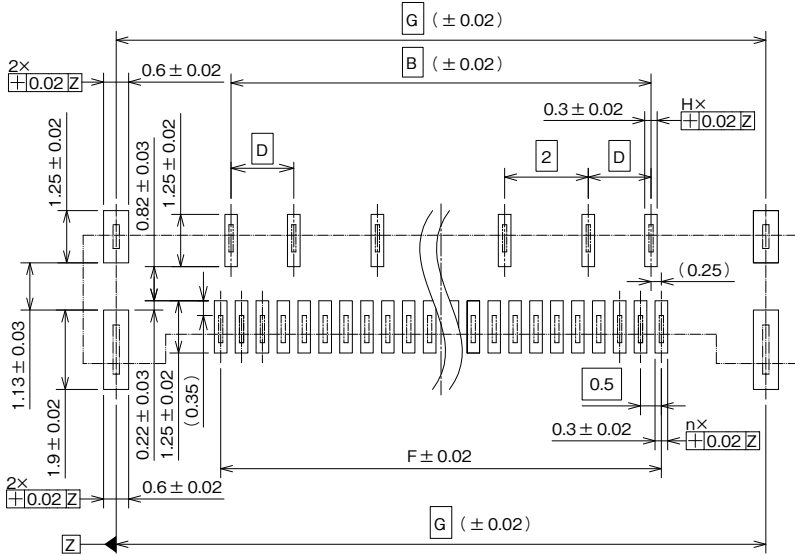 G (±0.02)
B (±0.02)
2×
⌖ 0.02 Z
0.6±0.02
0.3±0.02
H×
⌖ 0.02 Z
D
2
D
1.25±0.02
0.82±0.03
1.25±0.02
(0.25)
1.13±0.03
1.9±0.02
0.22±0.03
1.25±0.02
(0.35)
0.5
0.3±0.02
n×
⌖ 0.02 Z
F±0.02
2×
⌖ 0.02 Z
0.6±0.02
Z
G (±0.02)